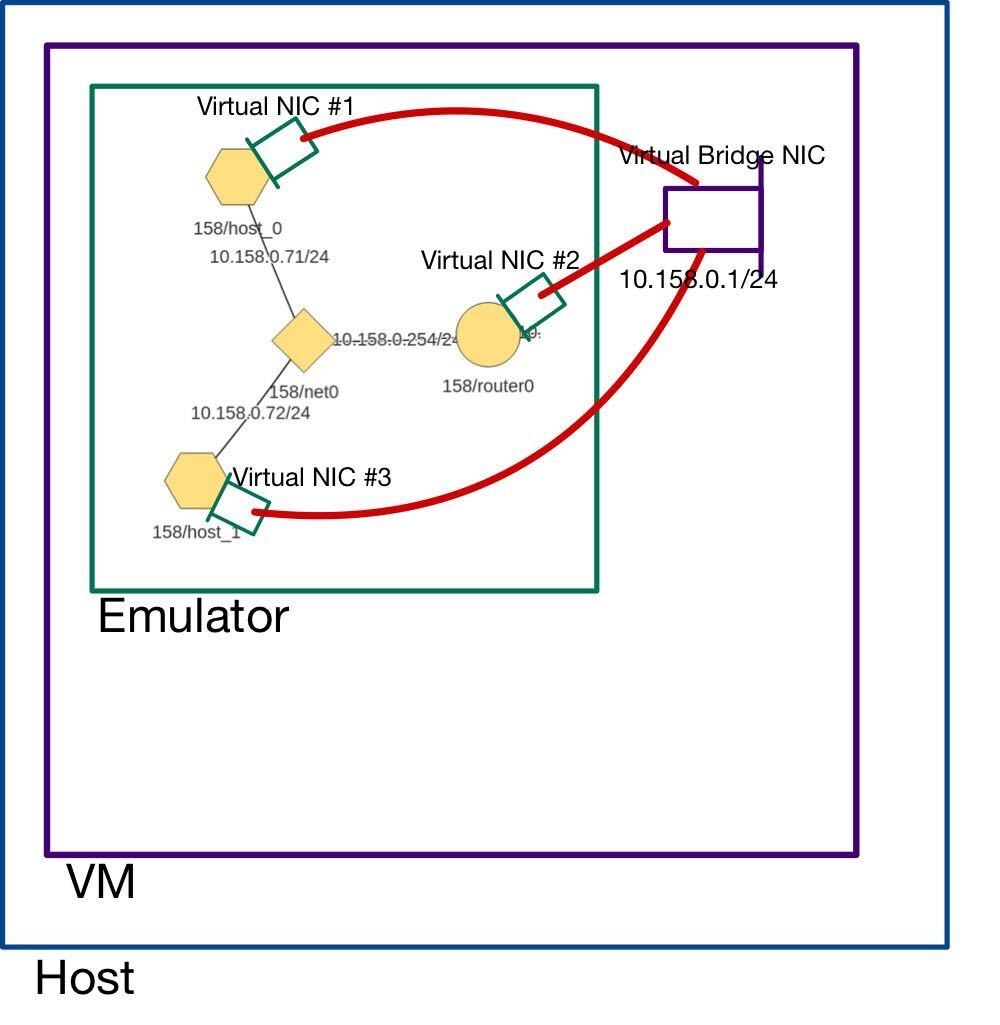 Virtual NIC #1
Virtual Bridge NIC
158/host_0
10.158.0.71/24
Virtual NIC #2
10.158.0.1/24
10.158.0.254/24
10.
158/router0
158/net0
10.158.0.72/24
Virtual NIC #3
158/host_1
Emulator
VM
Host